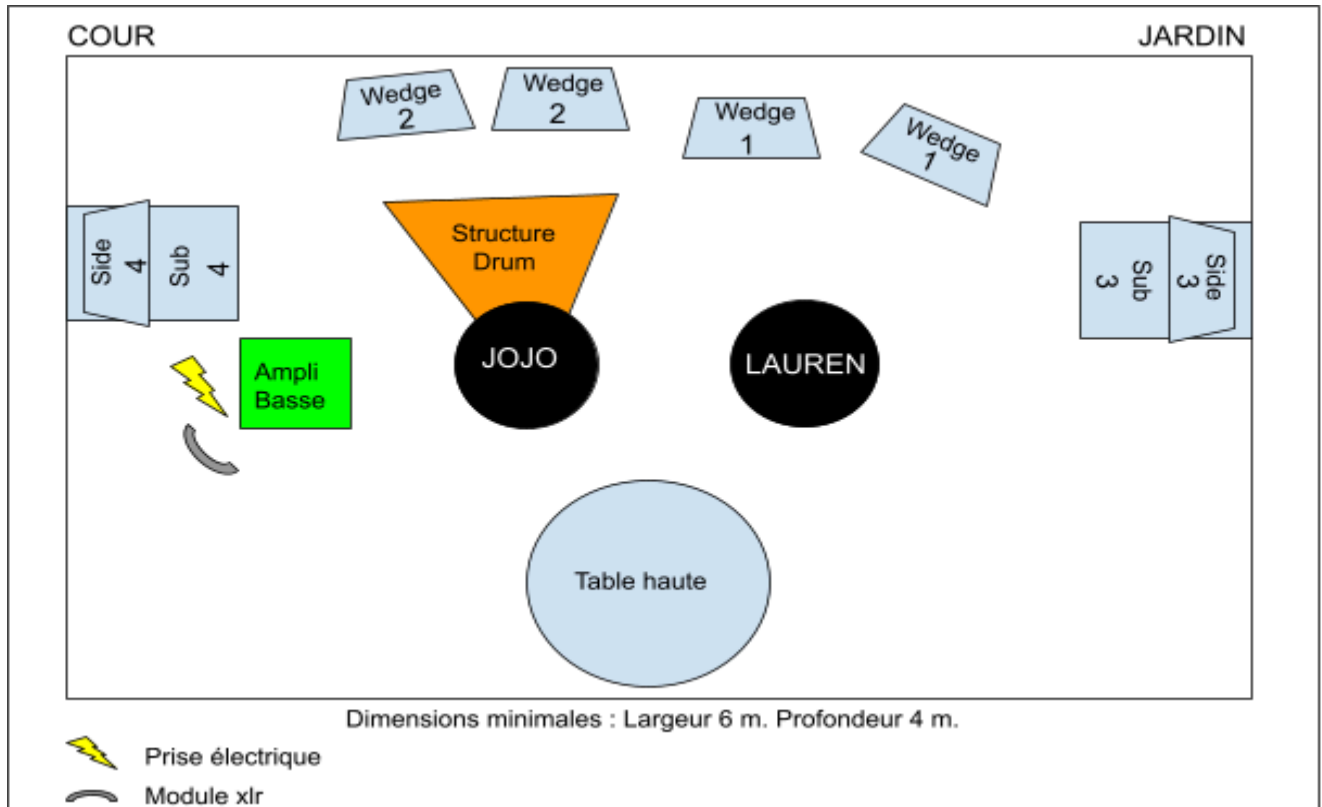 COUR
JARDIN
Wedge
2
Wedge
2
Wedge
1
Wedge
1
Side
4
Sub
4
Structure
Drum
Sub
3
Side
3
Ampli
Basse
JOJO
LAUREN
Table haute
Dimensions minimales : Largeur 6 m. Profondeur 4 m.
Prise électrique
Module xlr